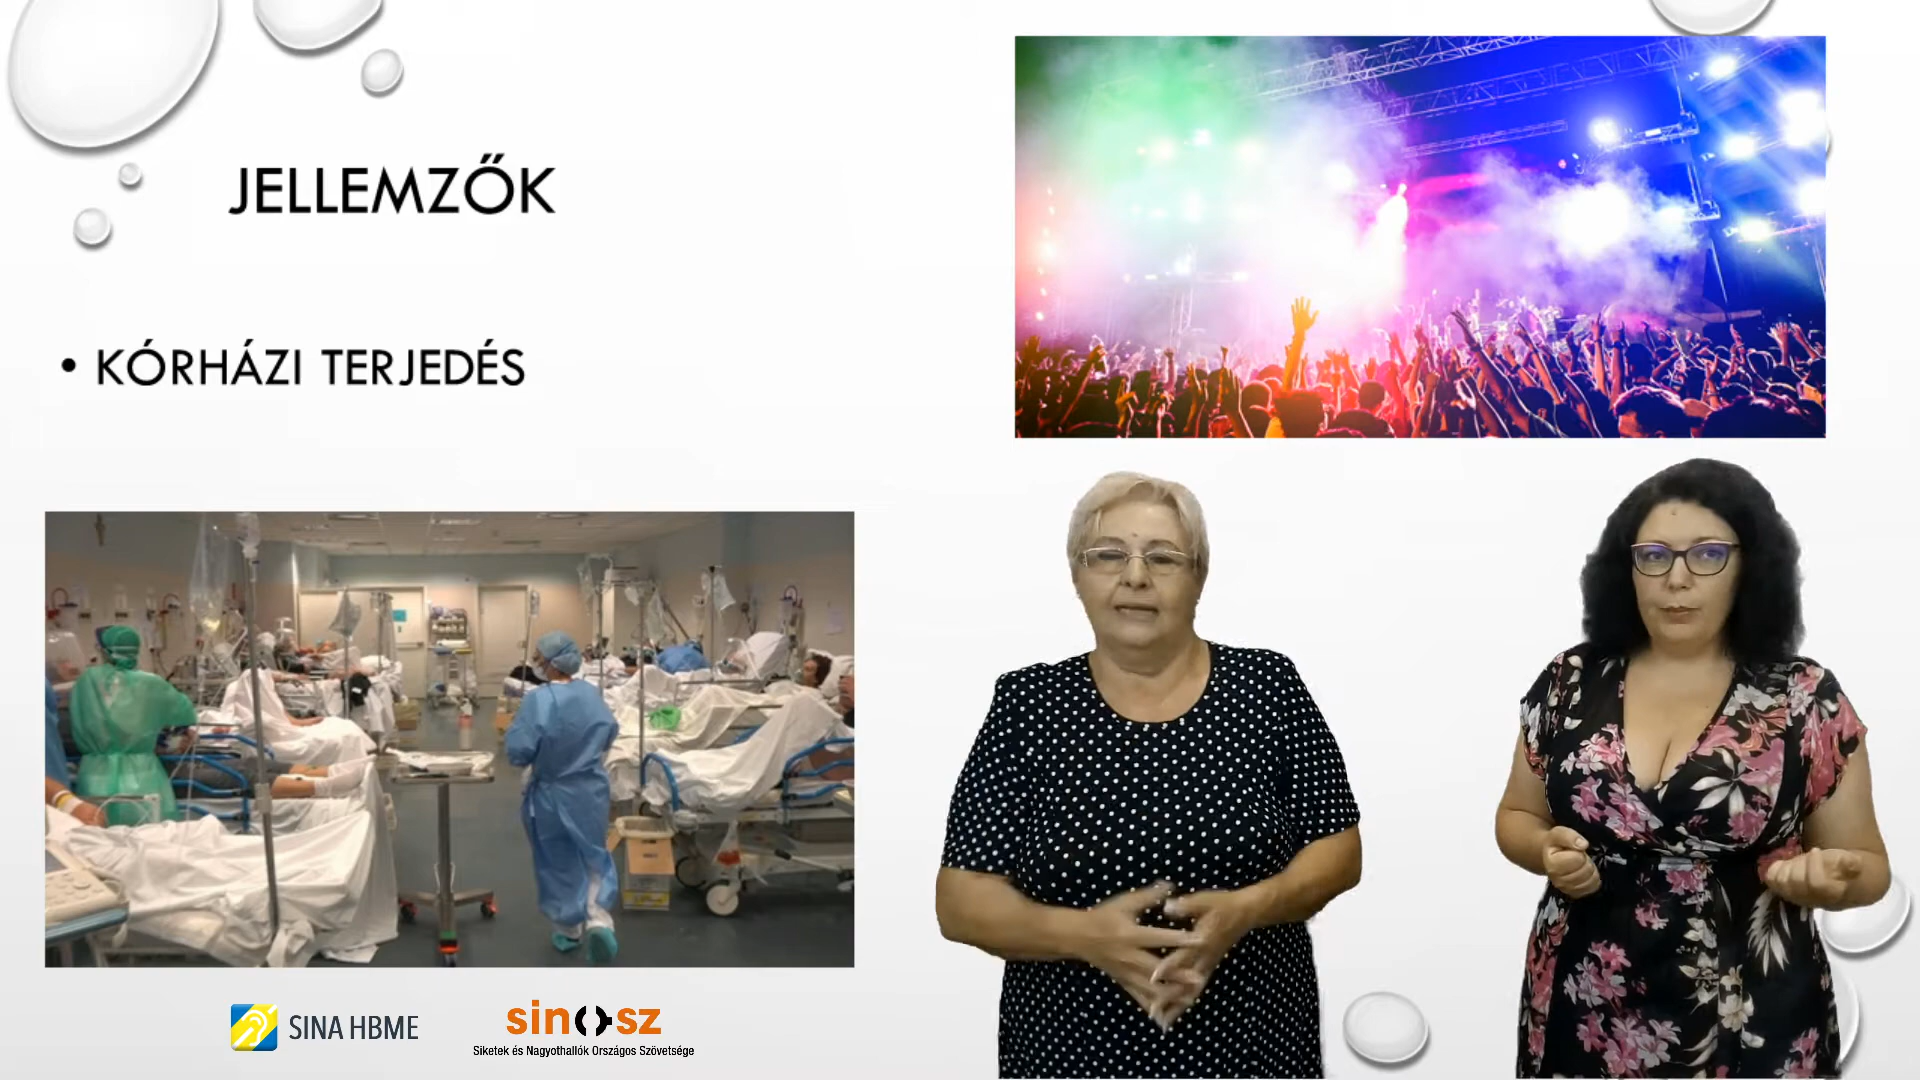 JELLEMZŐK
• KÓRHÁZI TERJEDÉS
SINA HBME
sinosz
Siketek és Nagyothallók Országos Szövetsége